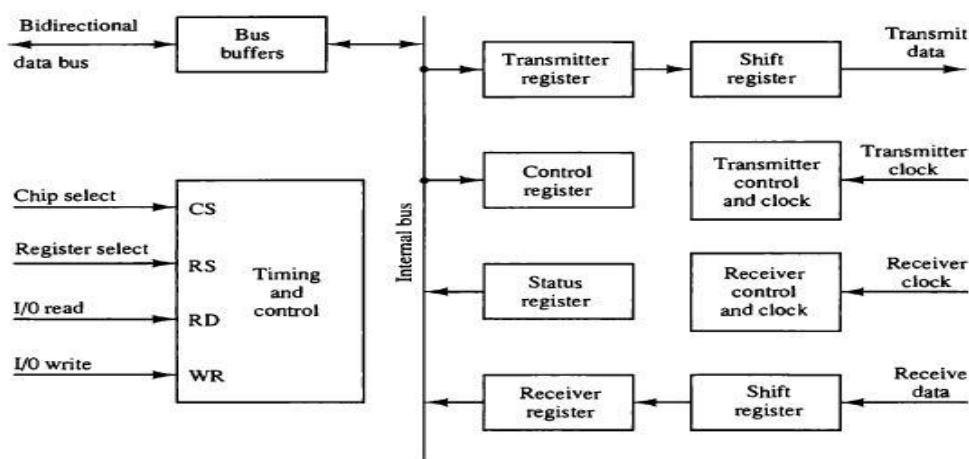 Bidirectional
data bus
Bus
buffers
Transmitter
register
Shift
register
Transmit
data
Control
register
Transmitter
control
and clock
Transmitter
clock
Chip select
Register select
I/0 read
I/0 write
CS
RS
RD
WR
Timing
and
control
Internal bus
Status
register
Receiver
control
and clock
Receiver
clock
Receiver
register
Shift
register
Receive
data